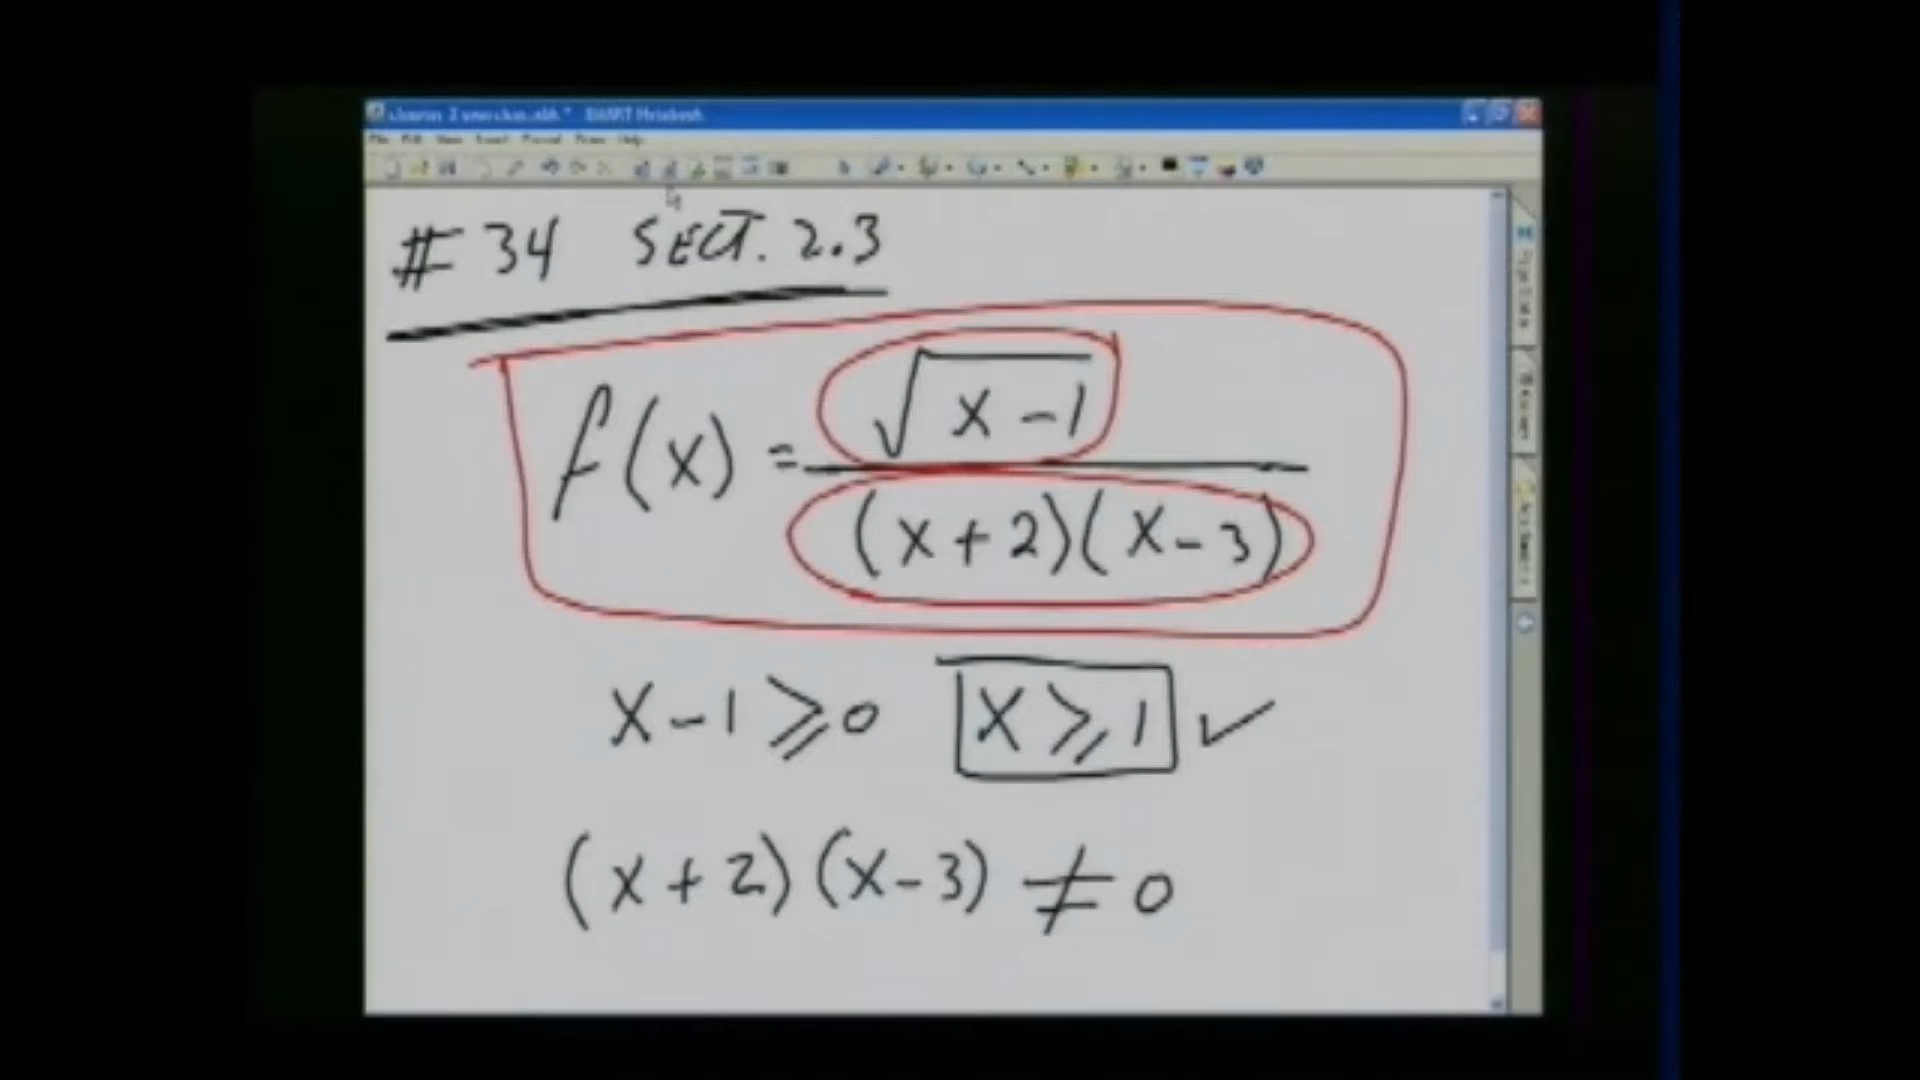 # 34 SECT. 2.3
f(x) = √(x-1) / (x+2)(x-3)
x-1 ⩾ 0 x ⩾ 1 ✓
(x+2)(x-3) ≠ 0